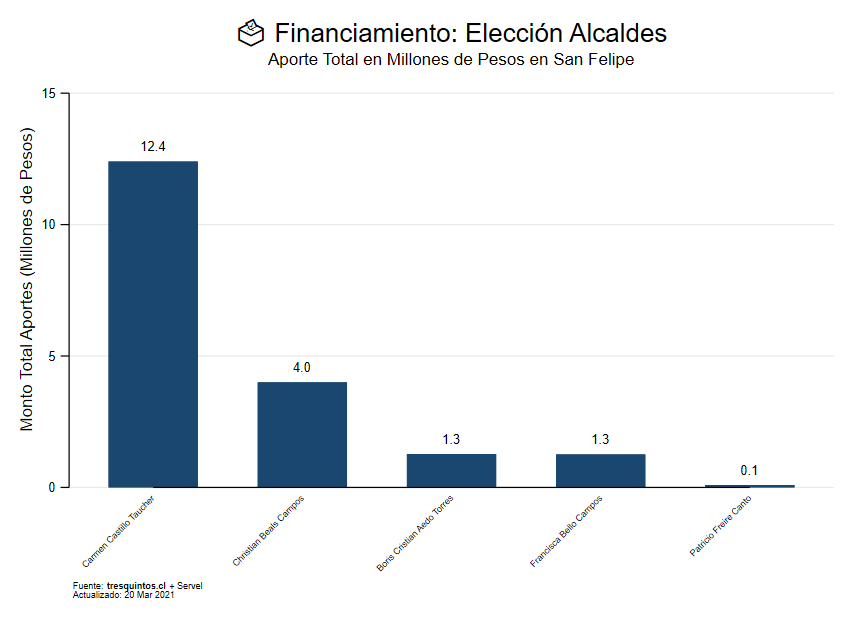 Financiamiento: Elección Alcaldes
Aporte Total en Millones de Pesos en San Felipe
Monto Total Aportes (Millones de Pesos)
15
10
5
0
12.4
4.0
1.3
1.3
0.1
Carmen Castillo Taucher
Christian Beals Campos
Boris Cristian Aedo Torres
Francisca Bello Campos
Patricio Freire Canto
Fuente: tresquintos.cl + Servel
Actualizado: 20 Mar 2021